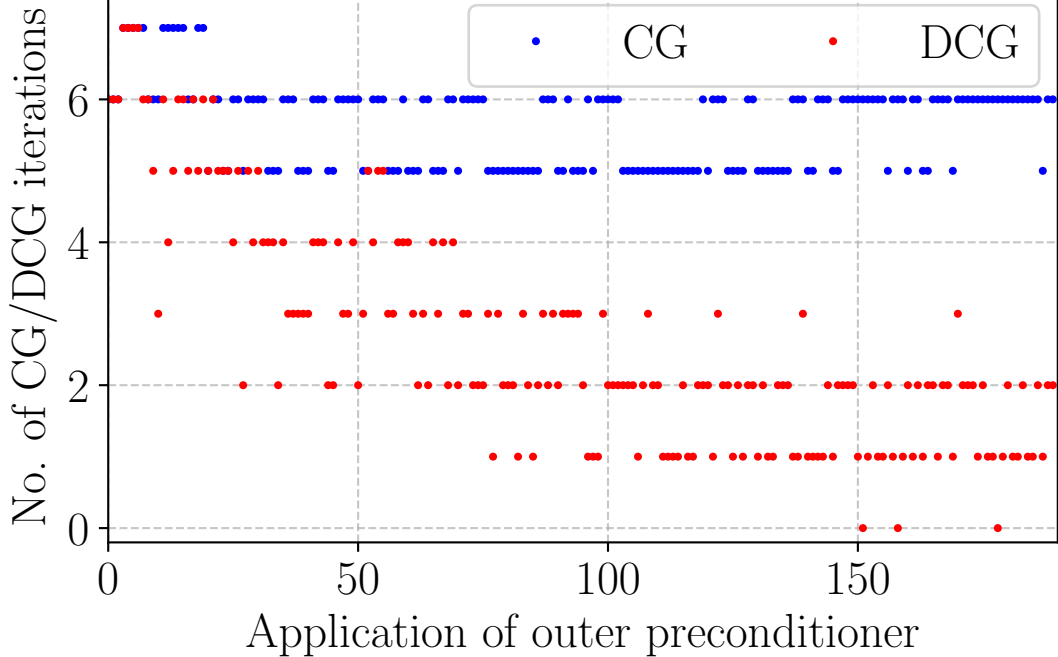 No. of CG/DCG iterations
CG
DCG
6
4
2
0
0
50
100
150
Application of outer preconditioner